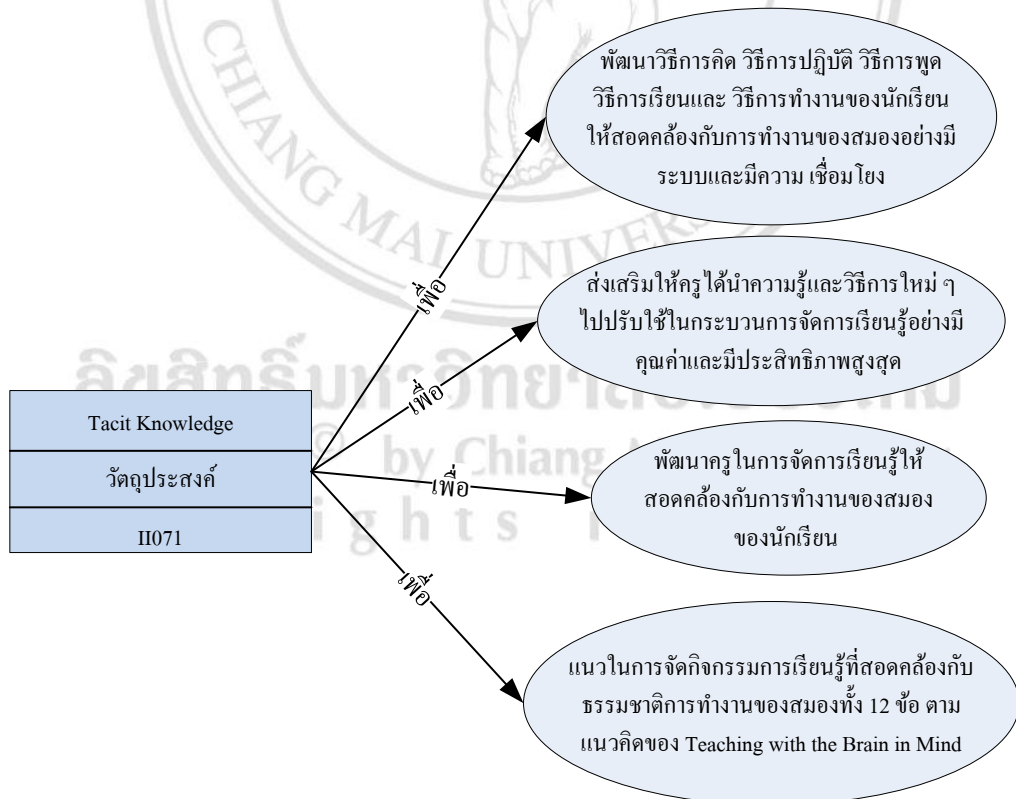 พัฒนาวิธีการคิด วิธีการปฏิบัติ วิธีการพูด
วิธีการเรียนและ วิธีการทำงานของนักเรียน
ให้สอดคล้องกับการทำงานของสมองอย่างมี
ระบบและมีความ เชื่อมโยง
CHIANG MAI UNIVERS
เพื่อ
ส่งเสริมให้ครูได้นำความรู้และวิธีการใหม่ ๆ
ไปปรับใช้ในกระบวนการจัดการเรียนรู้อย่างมี
คุณค่าและมีประสิทธิภาพสูงสุด
เพื่อ
Tacit Knowledge
วัตถุประสงค์
II071
© by Chiang
ights
เพื่อ
พัฒนาครูในการจัดการเรียนรู้ให้
สอดคล้องกับการทำงานของสมอง
ของนักเรียน
เพื่อ
แนวในการจัดกิจกรรมการเรียนรู้ที่สอดคล้องกับ
ธรรมชาติการทำงานของสมองทั้ง 12 ข้อ ตาม
แนวคิดของ Teaching with the Brain in Mind